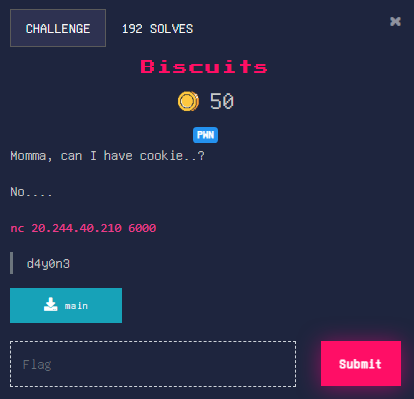 CHALLENGE 192 SOLVES ×
Biscuits
50
PWN
Momma, can I have cookie..?
No....
nc 20.244.40.210 6000
d4y0n3
main
Flag Submit